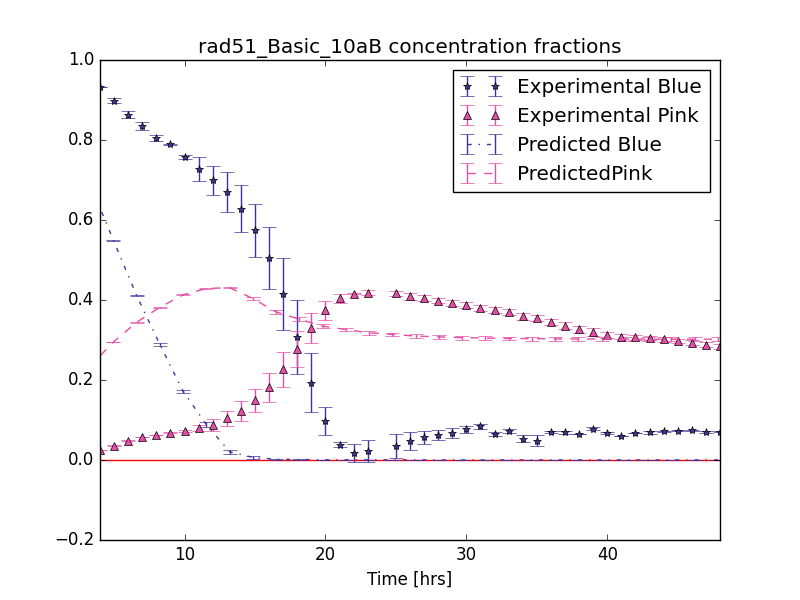 rad51_Basic_10aB concentration fractions
1.0
0.8
0.6
0.4
0.2
0.0
−0.2
Experimental Blue
Experimental Pink
Predicted Blue
PredictedPink
10 20 30 40
Time [hrs]